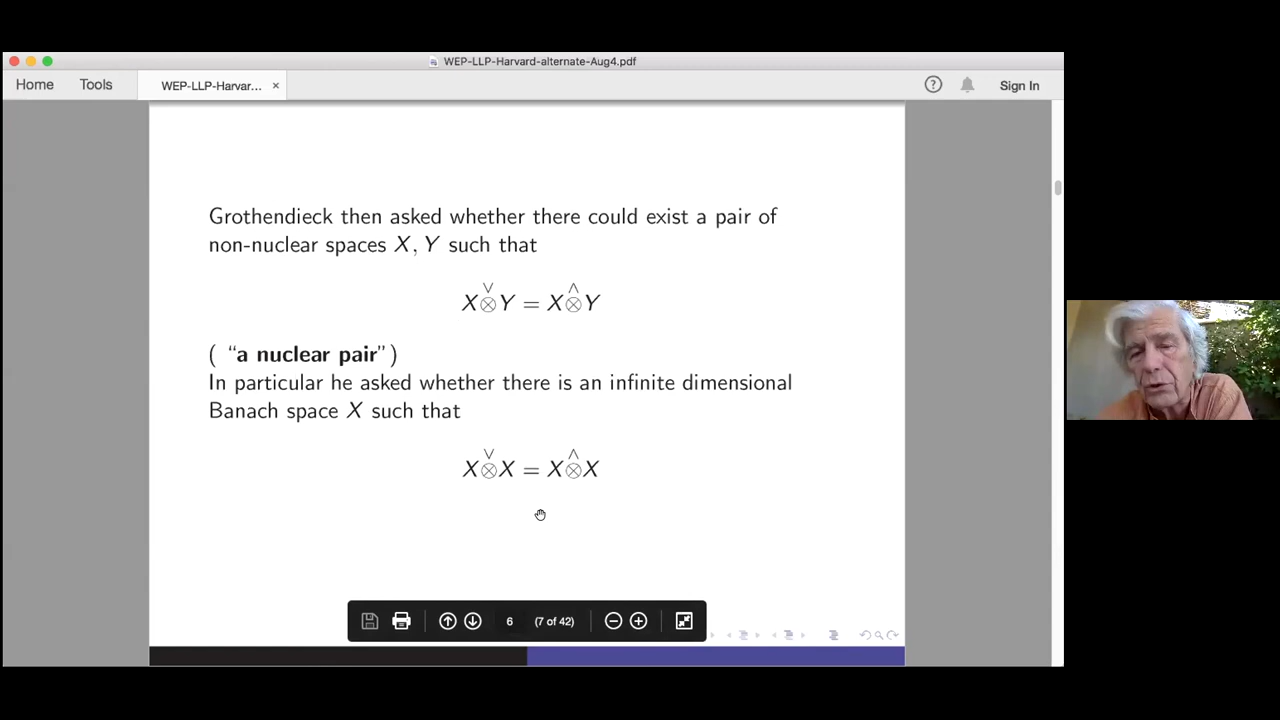 WEP-LLP-Harvard-alternate-Aug4.pdf
Home Tools WEP-LLP-Harvar... × ? Sign In
Grothendieck then asked whether there could exist a pair of
non-nuclear spaces X, Y such that
X ⊗̌ Y = X ⊗̂ Y
( “a nuclear pair”)
In particular he asked whether there is an infinite dimensional
Banach space X such that
X ⊗̌ X = X ⊗̂ X
6 (7 of 42)